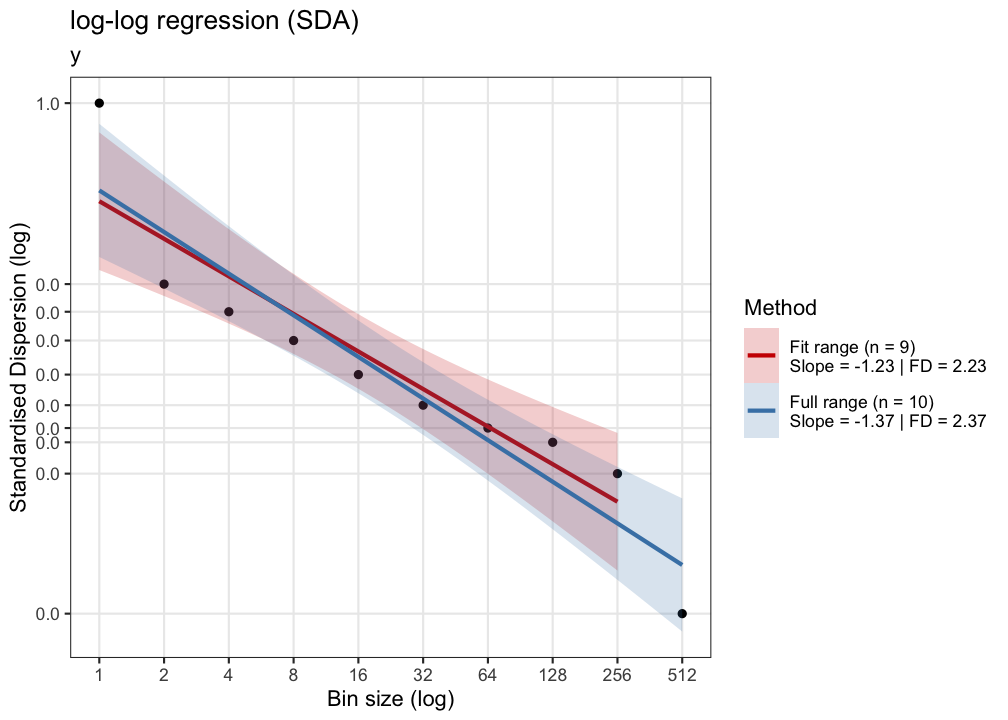 log-log regression (SDA)
y
Standardised Dispersion (log)
1.0
0.0
0.0
0.0
0.0
0.0
0.0
0.0
0.0
0.0
1 2 4 8 16 32 64 128 256 512
Bin size (log)
Method
Fit range (n = 9)
Slope = -1.23 | FD = 2.23
Full range (n = 10)
Slope = -1.37 | FD = 2.37